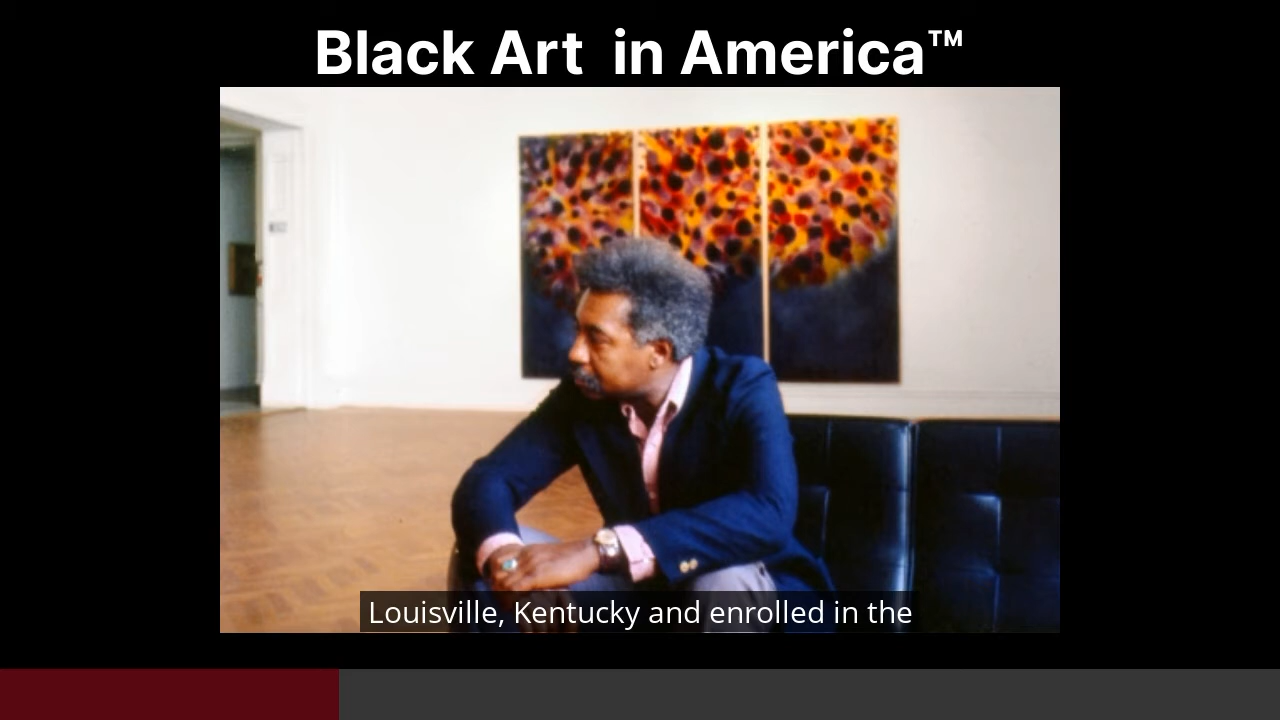 Black Art in America™
Louisville, Kentucky and enrolled in the